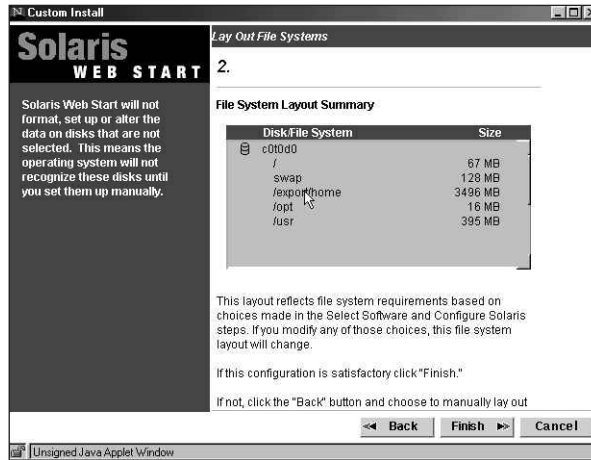 Custom Install
Solaris
WEB START
Solaris Web Start will not
format, set up or alter the
data on disks that are not
selected. This means the
operating system will not
recognize these disks until
you set them up manually.
Lay Out File Systems
2.
File System Layout Summary
Disk/File System Size
c0t0d0
/ 67 MB
swap 128 MB
/export/home 3496 MB
/opt 16 MB
/usr 395 MB
This layout reflects file system requirements based on
choices made in the Select Software and Configure Solaris
steps. If you modify any of those choices, this file system
layout will change.
If this configuration is satisfactory click "Finish."
If not, click the "Back" button and choose to manually lay out
Back Finish Cancel
Unsigned Java Applet Window